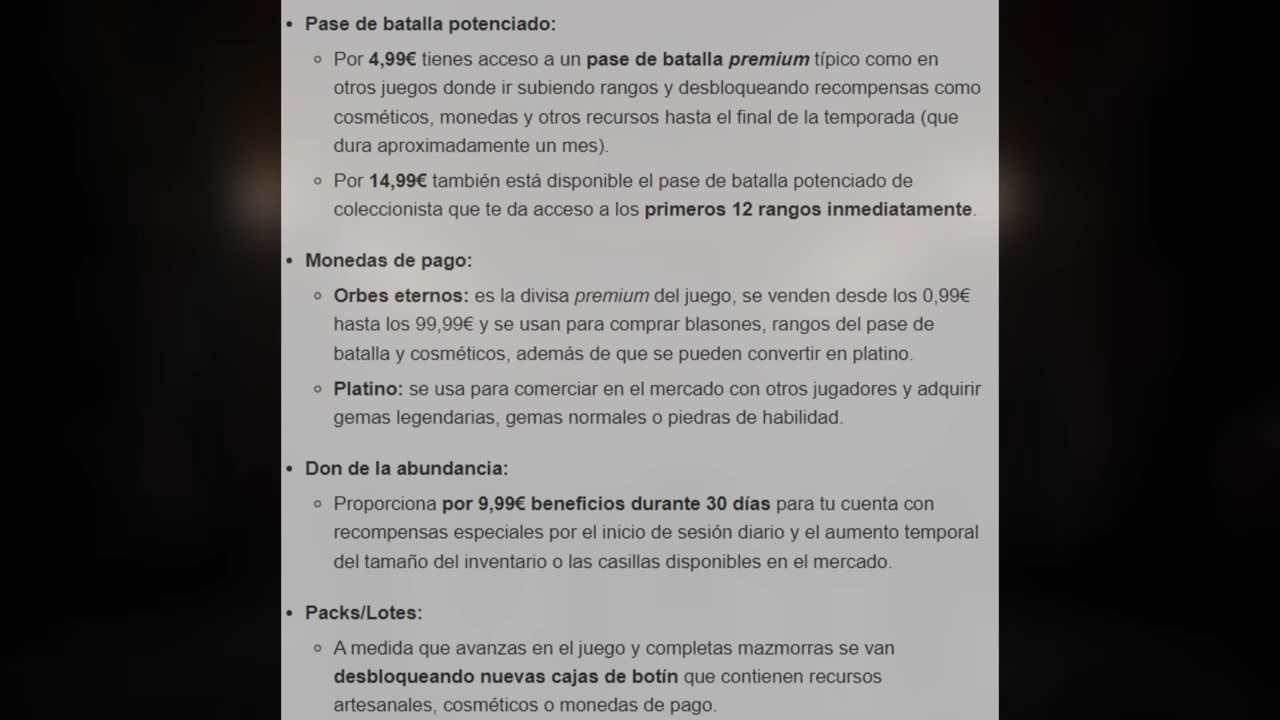 • Pase de batalla potenciado:
◦ Por 4,99€ tienes acceso a un pase de batalla premium típico como en
otros juegos donde ir subiendo rangos y desbloqueando recompensas como
cosméticos, monedas y otros recursos hasta el final de la temporada (que
dura aproximadamente un mes).
◦ Por 14,99€ también está disponible el pase de batalla potenciado de
coleccionista que te da acceso a los primeros 12 rangos inmediatamente.
• Monedas de pago:
◦ Orbes eternos: es la divisa premium del juego, se venden desde los 0,99€
hasta los 99,99€ y se usan para comprar blasones, rangos del pase de
batalla y cosméticos, además de que se pueden convertir en platino.
◦ Platino: se usa para comerciar en el mercado con otros jugadores y adquirir
gemas legendarias, gemas normales o piedras de habilidad.
• Don de la abundancia:
◦ Proporciona por 9,99€ beneficios durante 30 días para tu cuenta con
recompensas especiales por el inicio de sesión diario y el aumento temporal
del tamaño del inventario o las casillas disponibles en el mercado.
• Packs/Lotes:
◦ A medida que avanzas en el juego y completas mazmorras se van
desbloqueando nuevas cajas de botín que contienen recursos
artesanales, cosméticos o monedas de pago.